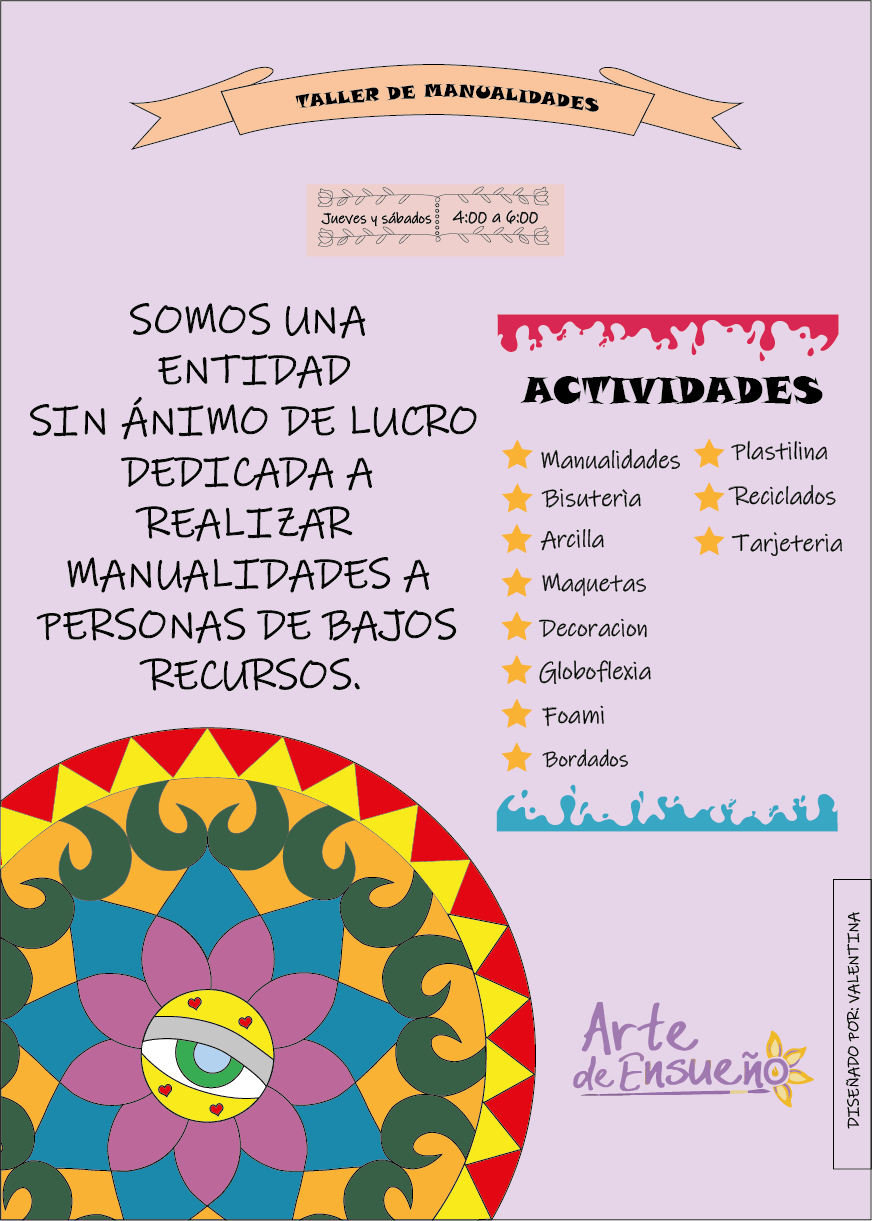 TALLER DE MANUALIDADES
Jueves y sábados
4:00 a 6:00
SOMOS UNA
ENTIDAD
SIN ÁNIMO DE LUCRO
DEDICADA A
REALIZAR
MANUALIDADES A
PERSONAS DE BAJOS
RECURSOS.
ACTIVIDADES
Manualidades
Bisuterìa
Arcilla
Maquetas
Decoracion
Globoflexia
Foami
Bordados
Plastilina
Reciclados
Tarjeteria
Arte
de Ensueño
DISEÑADO POR: VALENTINA